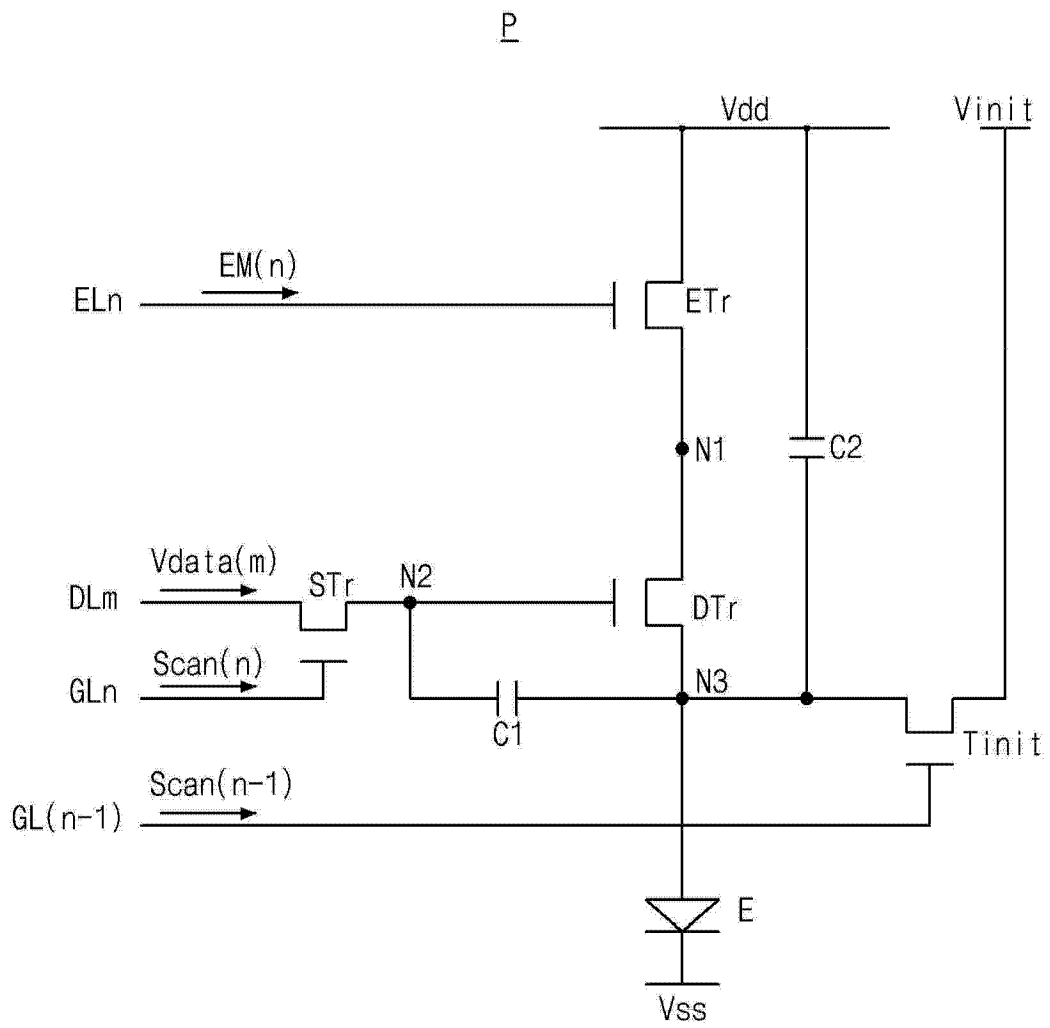 P
Vdd
Vinit
EM(n)
ELn
ETr
N1
C2
Vdata(m)
DLm
STr
N2
DTr
Scan(n)
GLn
C1
N3
Tinit
Scan(n-1)
GL(n-1)
E
Vss